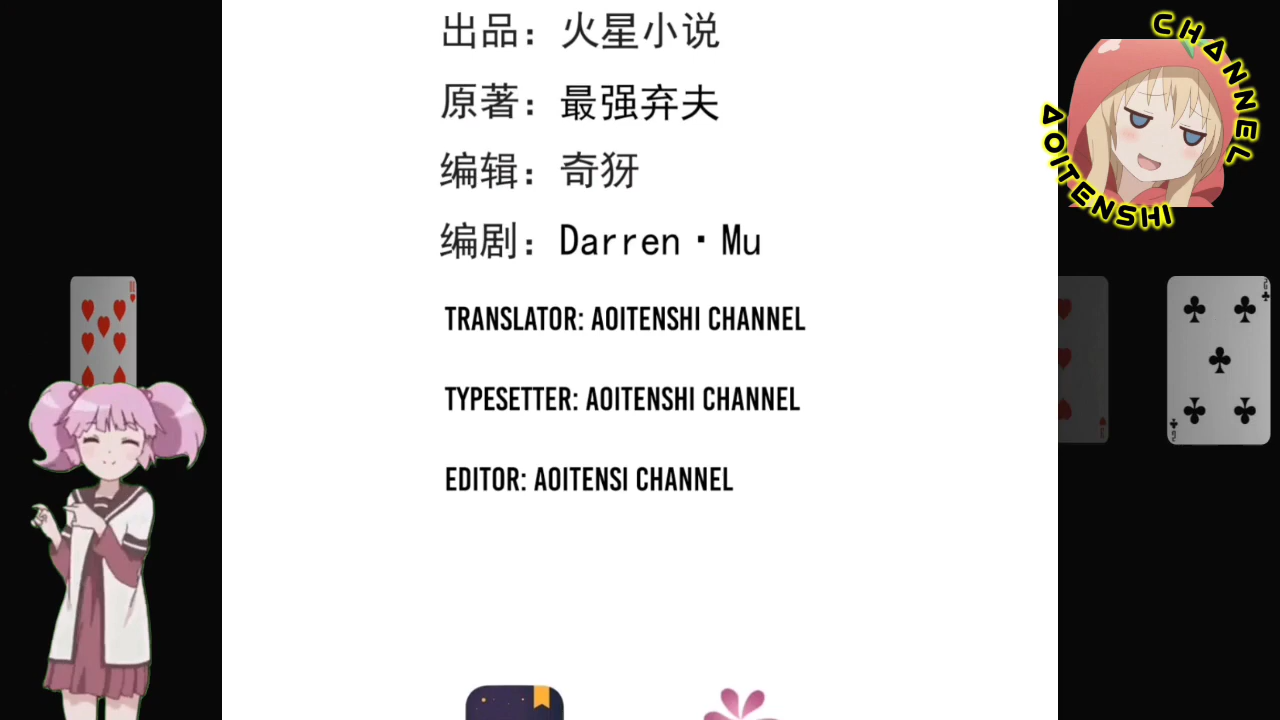 出品：火星小说
原著：最强弃夫
编辑：奇犽
编剧：Darren·Mu
TRANSLATOR: AOITENSHI CHANNEL
TYPESETTER: AOITENSHI CHANNEL
EDITOR: AOITENSI CHANNEL
CHANNEL
AOITENSHI